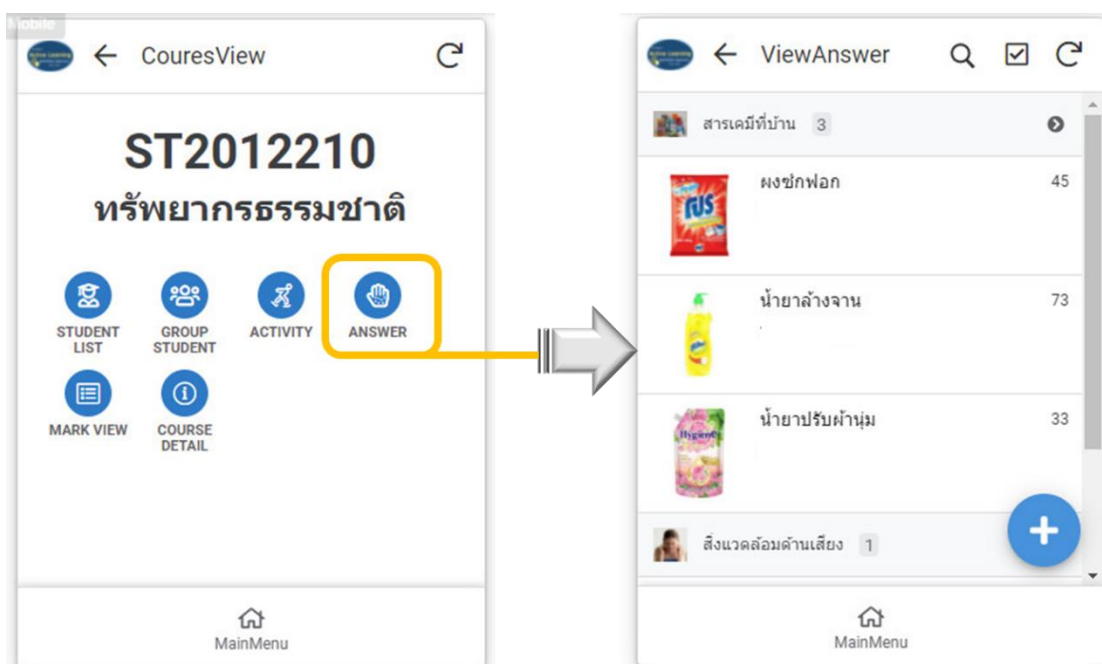 Mobile
CouresView
ST2012210
ทรัพยากรธรรมชาติ
STUDENT
LIST
GROUP
STUDENT
ACTIVITY
ANSWER
MARK VIEW
COURSE
DETAIL
MainMenu
ViewAnswer
สารเคมีที่บ้าน 3
ผงซักฟอก 45
โปร
น้ำยาล้างจาน 73
น้ำยาปรับผ้านุ่ม 33
Hygiene
สิ่งแวดล้อมด้านเสียง 1
MainMenu